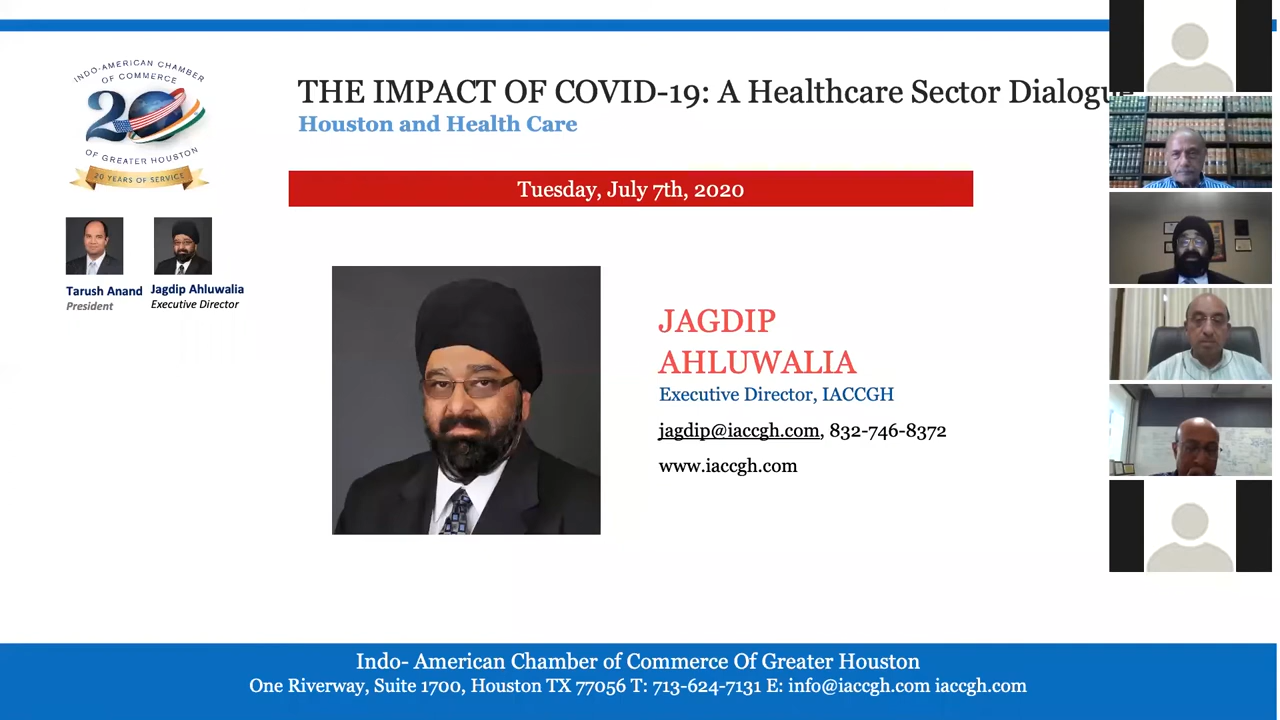 INDO-AMERICAN CHAMBER
OF COMMERCE
20
OF GREATER HOUSTON
20 YEARS OF SERVICE
THE IMPACT OF COVID-19: A Healthcare Sector Dialogue
Houston and Health Care
Tuesday, July 7th, 2020
Tarush Anand
President
Jagdip Ahluwalia
Executive Director
JAGDIP
AHLUWALIA
Executive Director, IACCGH
jagdip@iaccgh.com, 832-746-8372
www.iaccgh.com
Indo- American Chamber of Commerce Of Greater Houston
One Riverway, Suite 1700, Houston TX 77056 T: 713-624-7131 E: info@iaccgh.com iaccgh.com